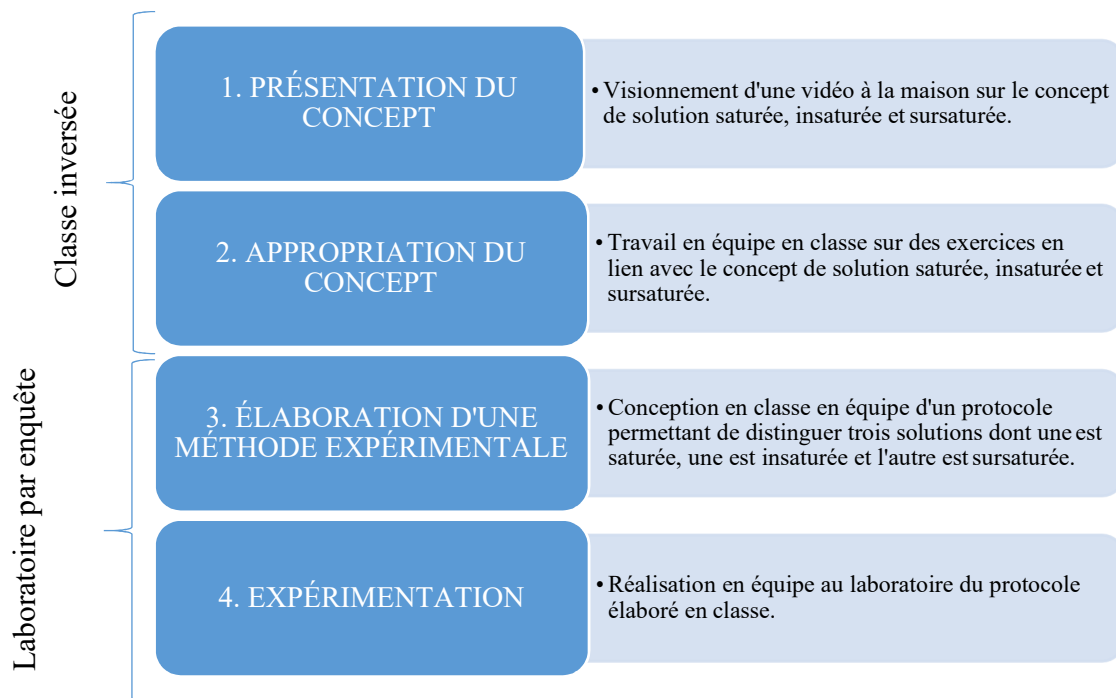 Classe inversée
1. PRÉSENTATION DU
CONCEPT
• Visionnement d'une vidéo à la maison sur le concept
de solution saturée, insaturée et sursaturée.
2. APPROPRIATION DU
CONCEPT
• Travail en équipe en classe sur des exercices en
lien avec le concept de solution saturée, insaturée et
sursaturée.
Laboratoire par enquête
3. ÉLABORATION D'UNE
MÉTHODE EXPÉRIMENTALE
• Conception en classe en équipe d'un protocole
permettant de distinguer trois solutions dont une est
saturée, une est insaturée et l'autre est sursaturée.
4. EXPÉRIMENTATION
• Réalisation en équipe au laboratoire du protocole
élaboré en classe.